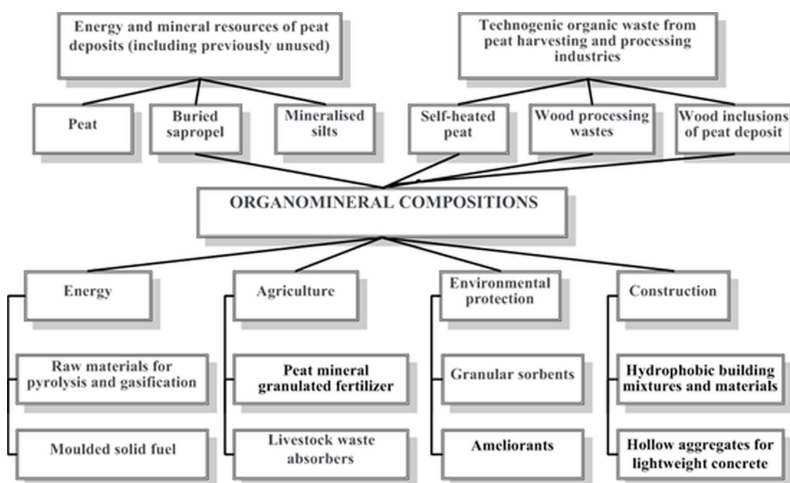 Energy and mineral resources of peat
deposits (including previously unused)
Technogenic organic waste from
peat harvesting and processing
industries
Peat
Buried
sapropel
Mineralised
silts
Self-heated
peat
Wood processing
wastes
Wood inclusions
of peat deposit
ORGANOMINERAL COMPOSITIONS
Energy
Agriculture
Environmental
protection
Construction
Raw materials for
pyrolysis and gasification
Peat mineral
granulated fertilizer
Granular sorbents
Hydrophobic building
mixtures and materials
Moulded solid fuel
Livestock waste
absorbers
Ameliorants
Hollow aggregates for
lightweight concrete